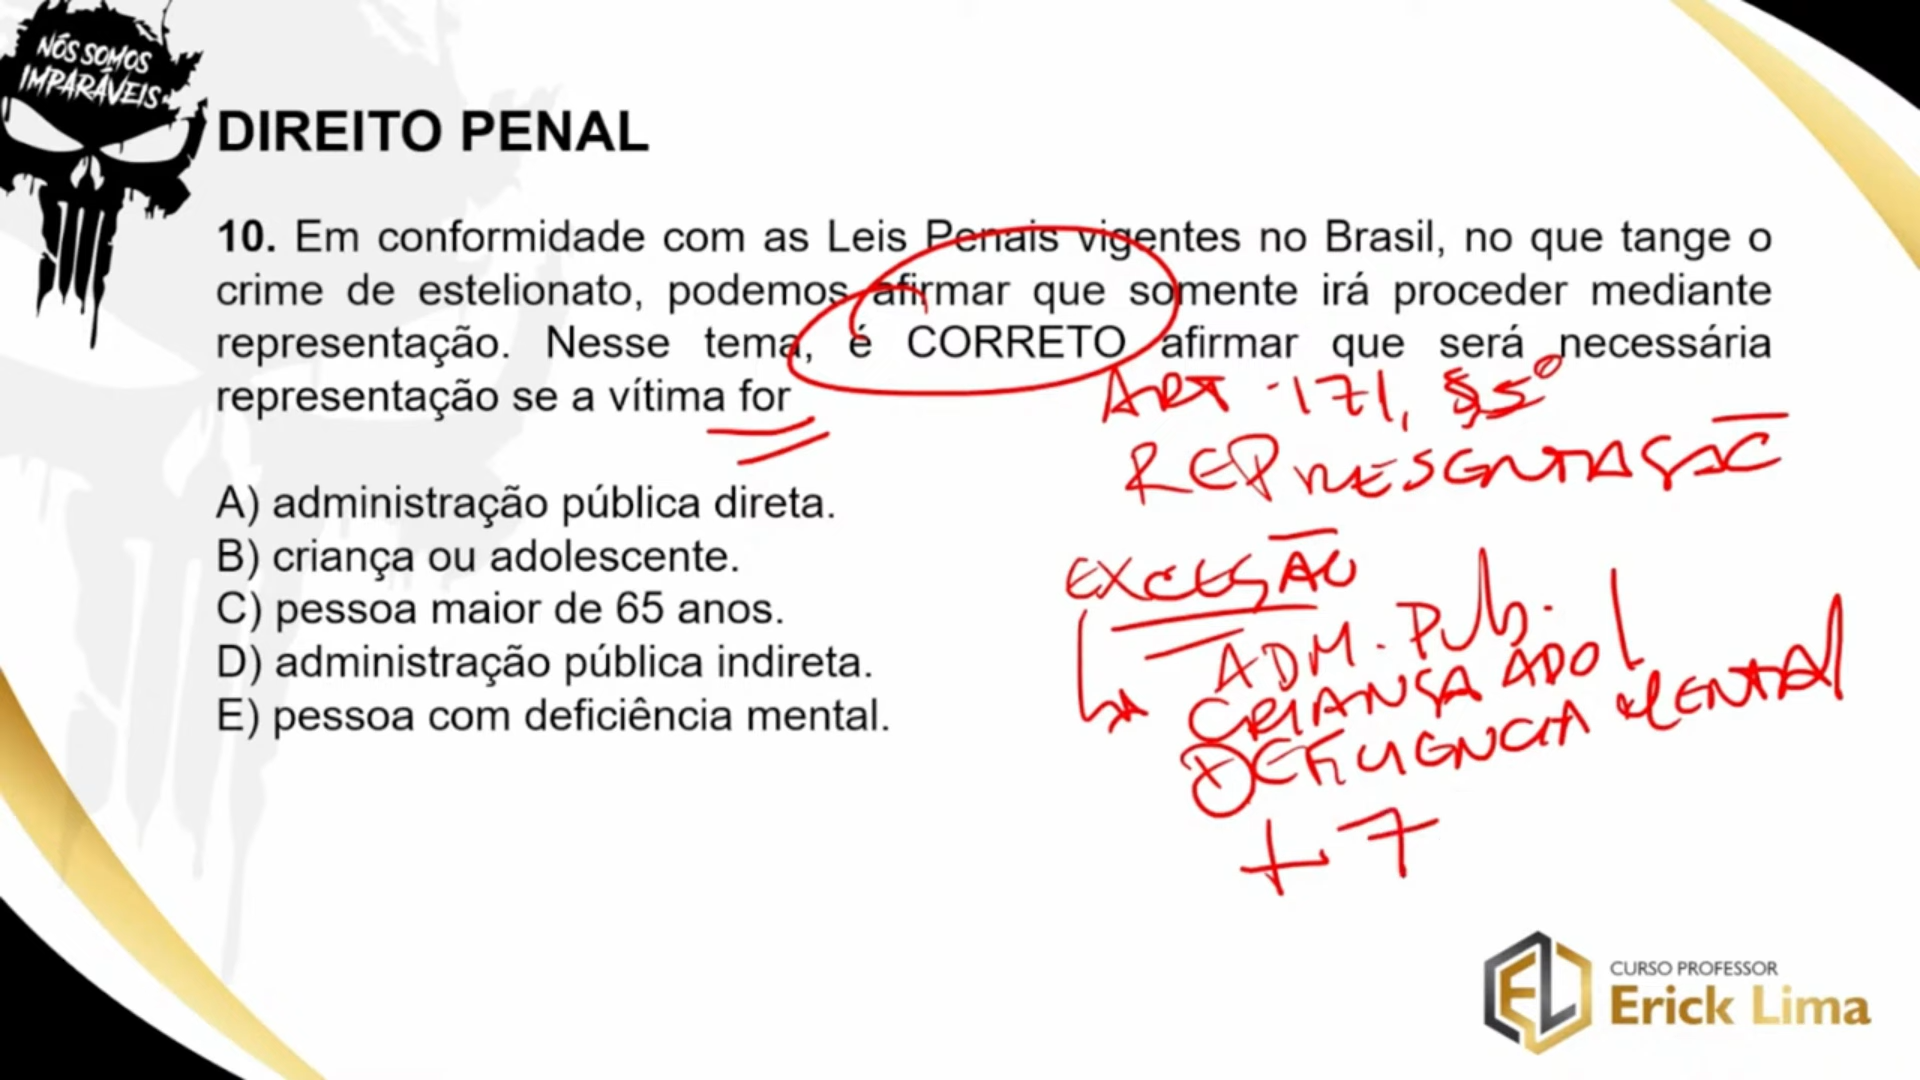 NÓS SOMOS
IMPARÁVEIS
DIREITO PENAL
10. Em conformidade com as Leis Penais vigentes no Brasil, no que tange o
crime de estelionato, podemos afirmar que somente irá proceder mediante
representação. Nesse tema, é CORRETO afirmar que será necessária
representação se a vítima for
ART. 171, §5º
REPRESENTAÇÃO
A) administração pública direta.
B) criança ou adolescente.
C) pessoa maior de 65 anos.
D) administração pública indireta.
E) pessoa com deficiência mental.
EXCESÃO
ADM. PUB.
CRIANSA ADOL
DEFICIENCIA MENTAL
+ 7
CURSO PROFESSOR
Erick Lima